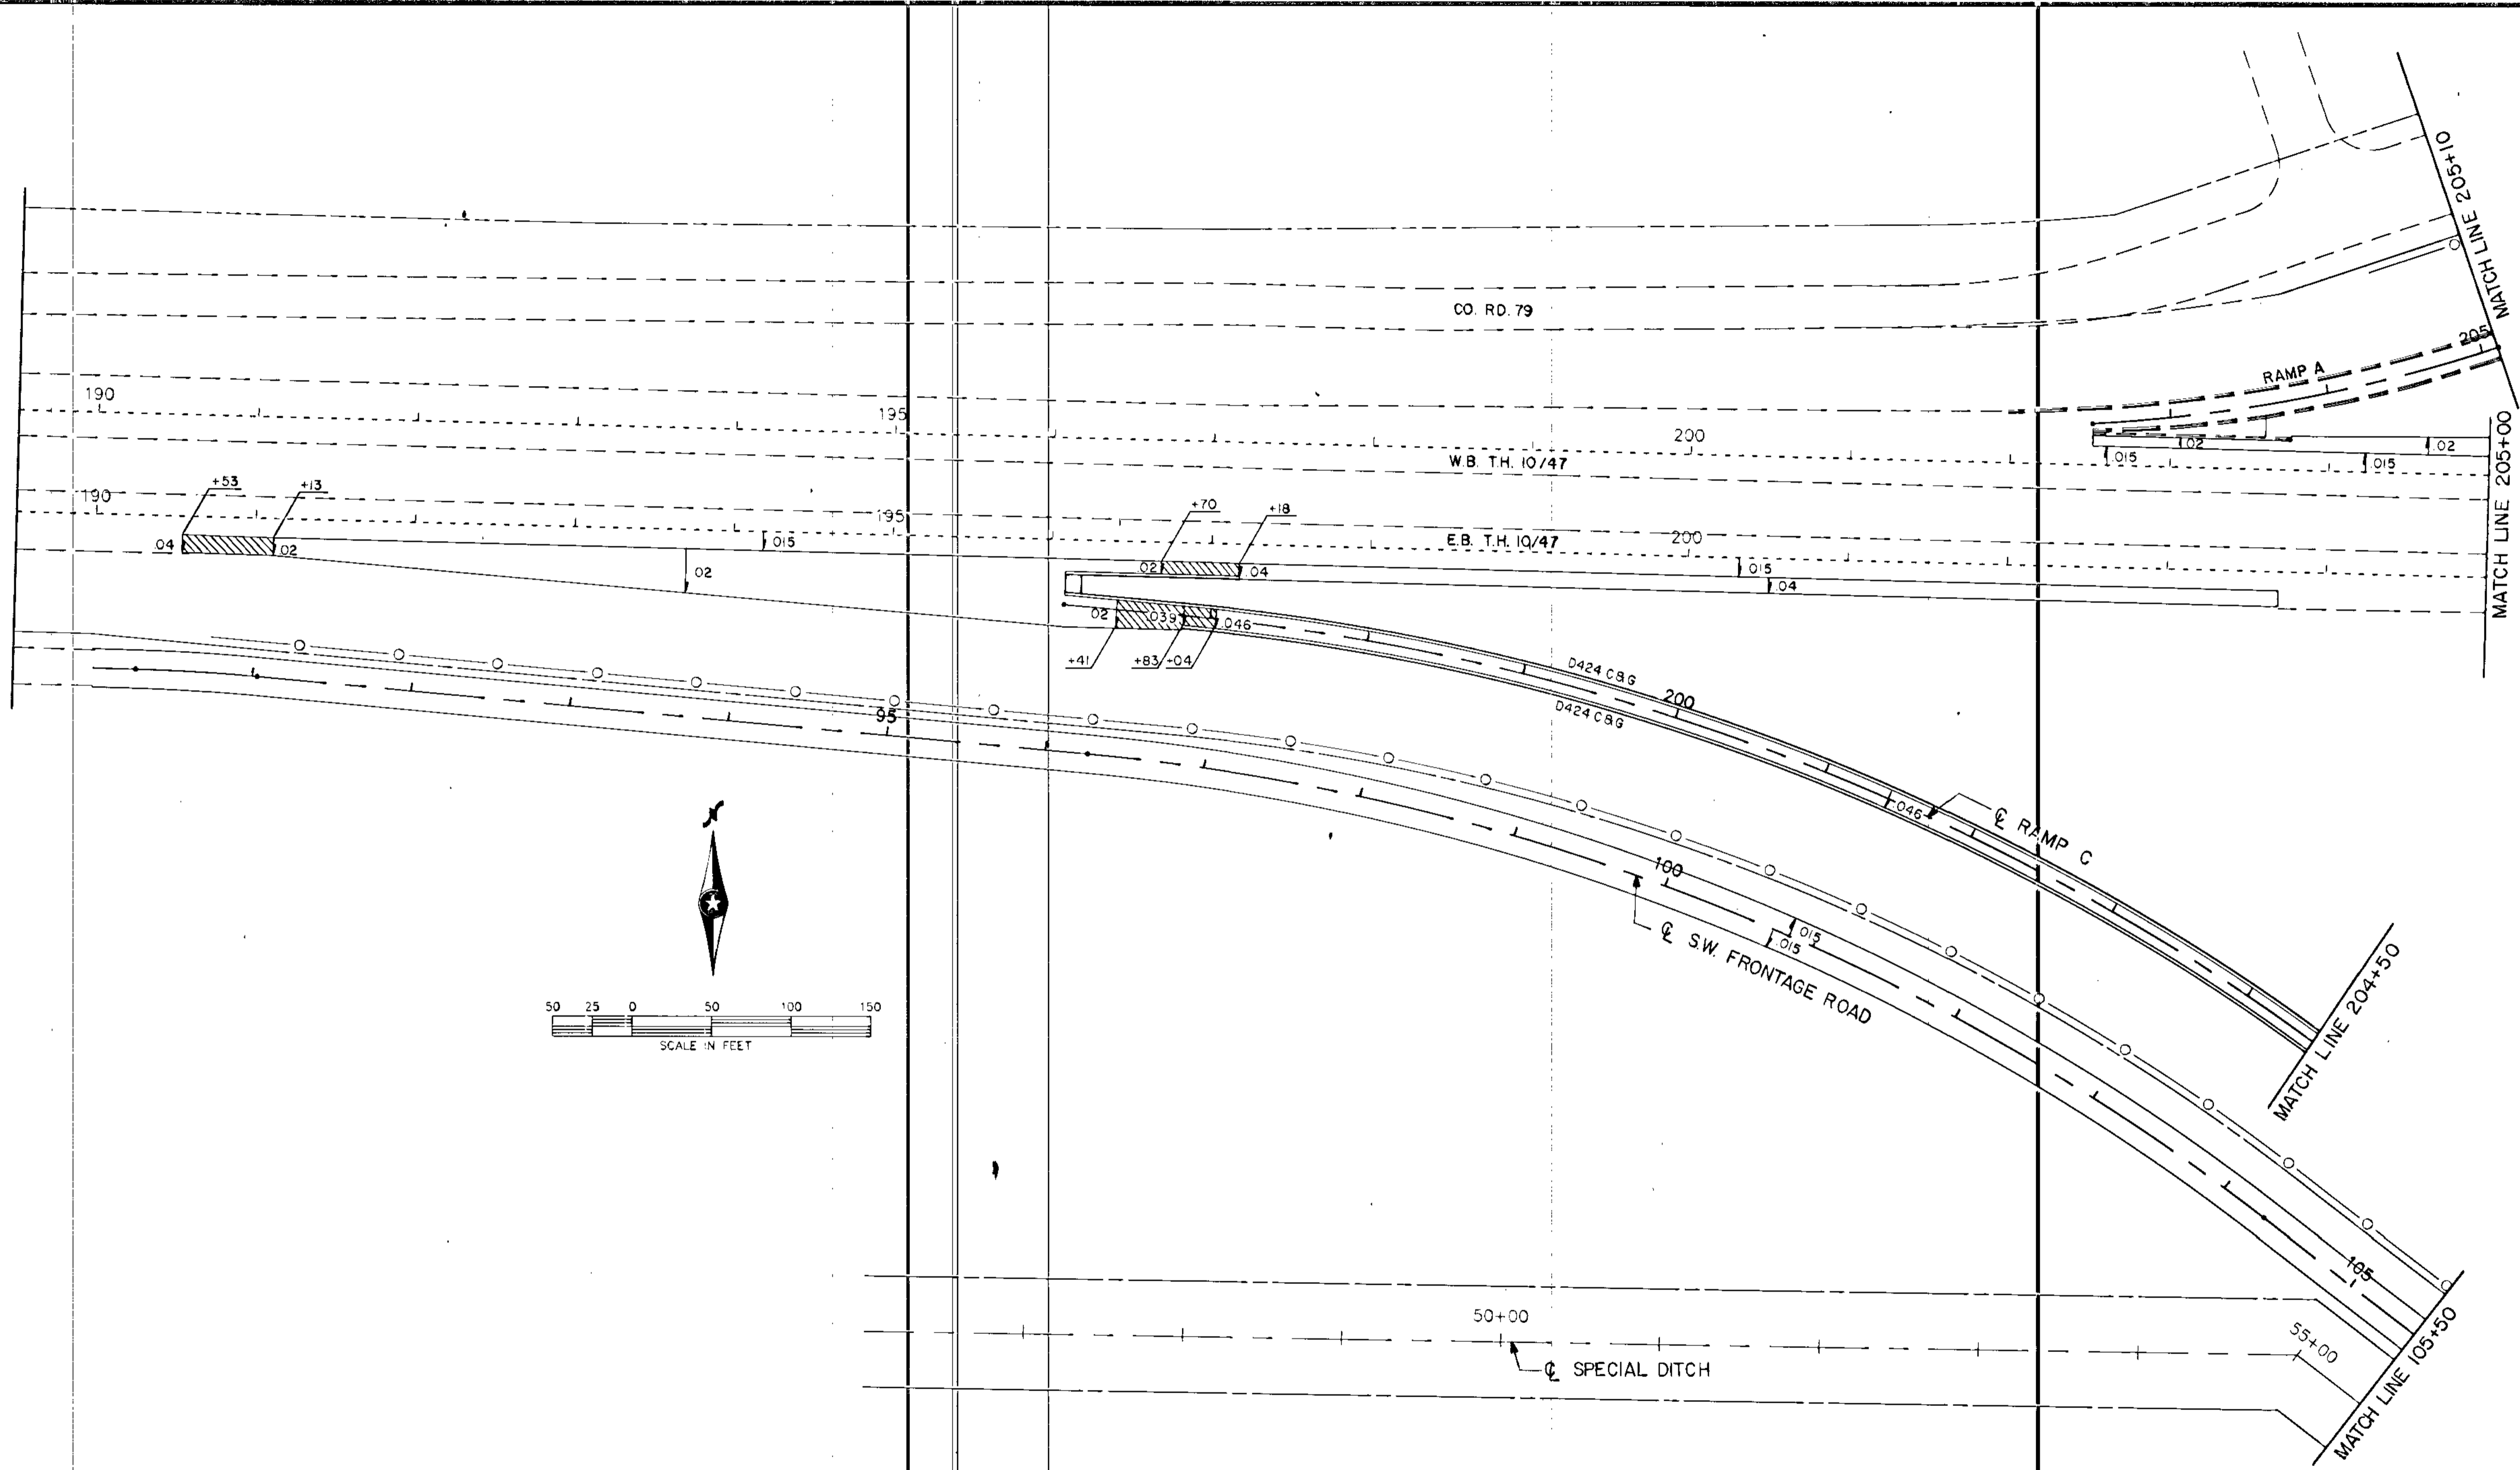 MATCH LINE 205+10
CO. RD. 79
205
RAMP A
190
195
200
W.B. T.H. 10/47
.02
.02
.015
.015
MATCH LINE 205+00
190
+53
+13
195
+70
+18
E.B. T.H. 10/47
200
.04
.02
.015
.02
.02
.04
.015
.04
.02
.039
.046
+41
+83
+04
D424 C&G
200
D424 C&G
95
.046
℄ RAMP C
100
.015
.015
℄ S.W. FRONTAGE ROAD
MATCH LINE 204+50
50 25 0 50 100 150
SCALE IN FEET
105
50+00
55+00
℄ SPECIAL DITCH
MATCH LINE 105+50